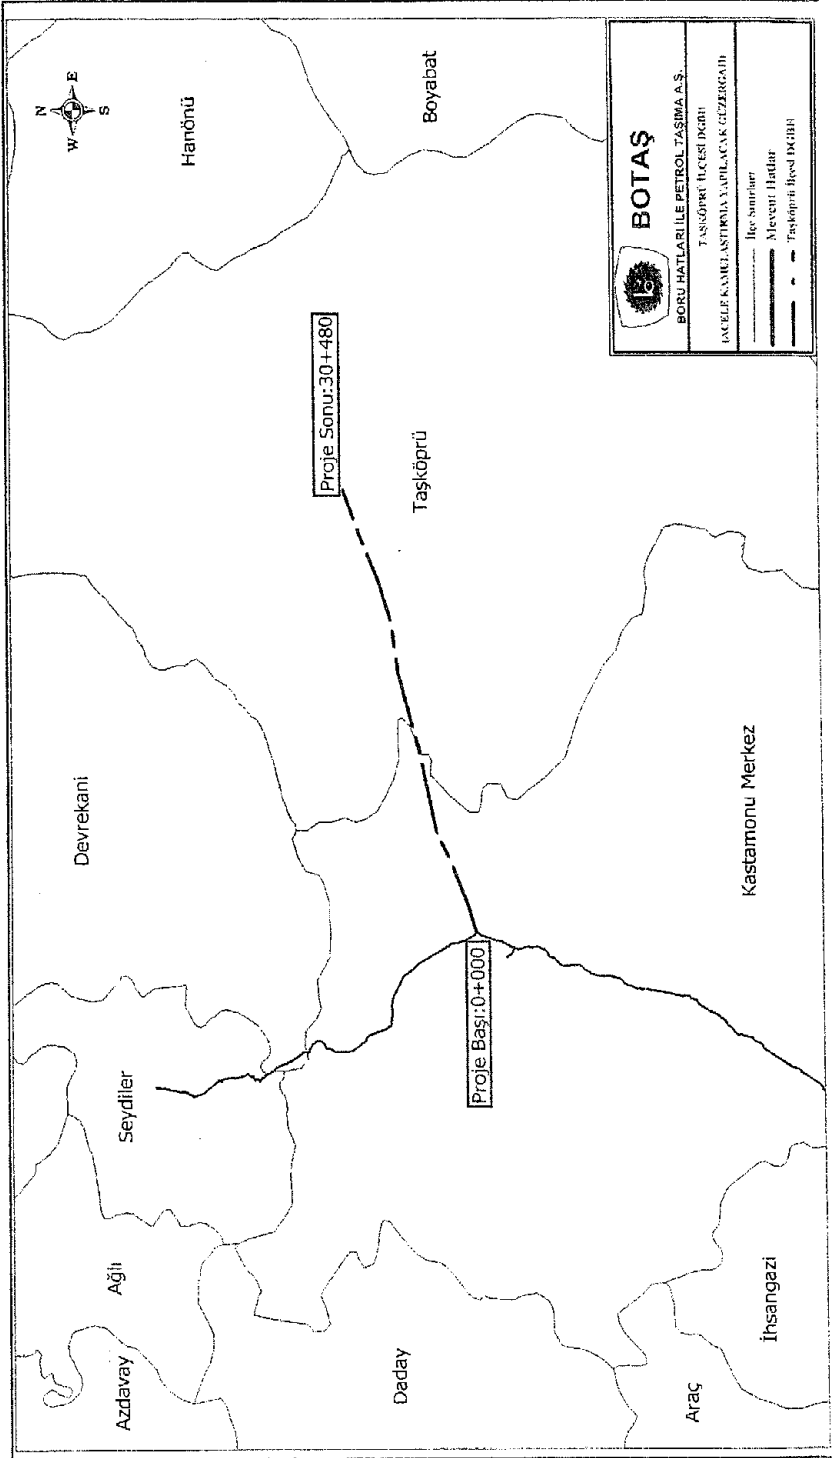 N
W
E
S
Hanönü
Boyabat
Devrekani
Proje Sonu:30+480
Taşköprü
Seydiler
Proje Başı:0+000
Kastamonu Merkez
Ağlı
Azdavay
Daday
Araç
İhsangazi
BOTAŞ
BORU HATLARI İLE PETROL TAŞIMA A.Ş.
TAŞKÖPRÜ İLÇESİ DGBH
(ACELE KAMULAŞTIRMA YAPILACAK GÜZERGAH)
İlçe Sınırları
Mevcut Hatlar
Taşköprü İlçesi DGBH